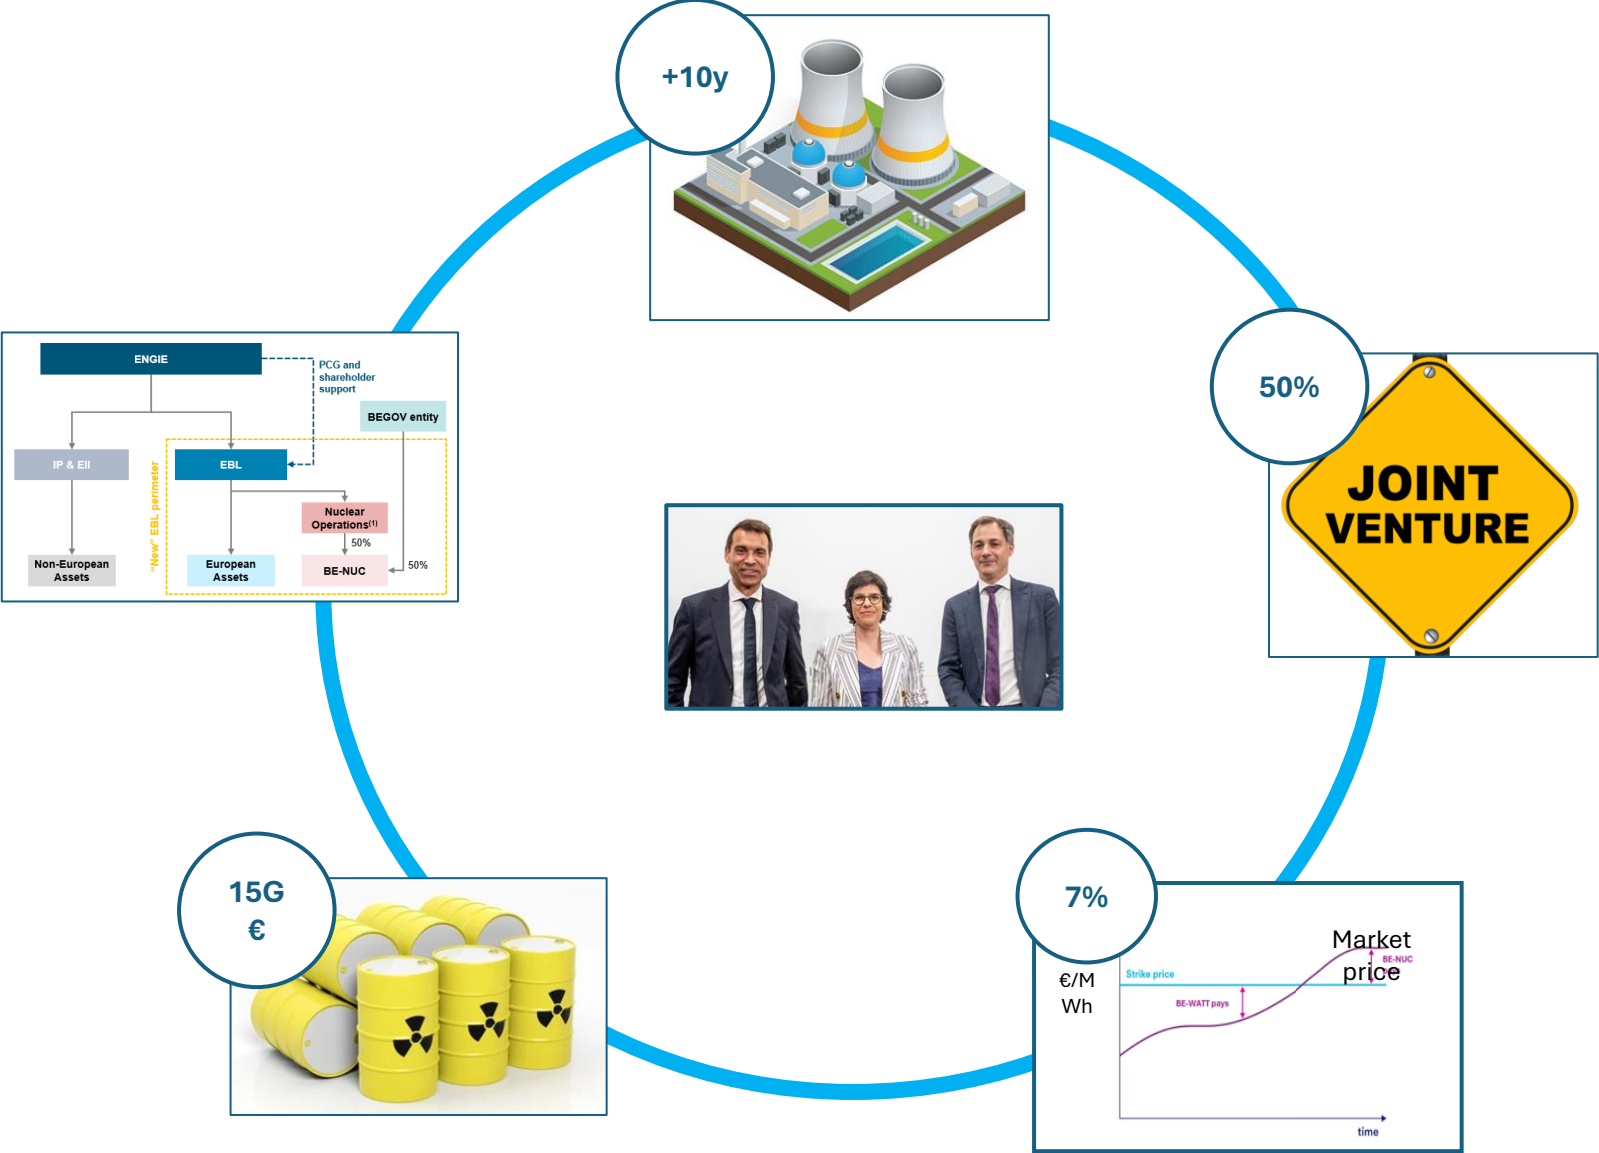 +10y
50%
JOINT
VENTURE
ENGIE
PCG and
shareholder
support
BEGOV entity
IP & EII
EBL
"New" EBL perimeter
Nuclear
Operations(1)
50%
Non-European
Assets
European
Assets
BE-NUC
50%
15G
€
7%
€/M
Wh
Market
price
Strike price
BE-NUC
BE-WATT pays
time